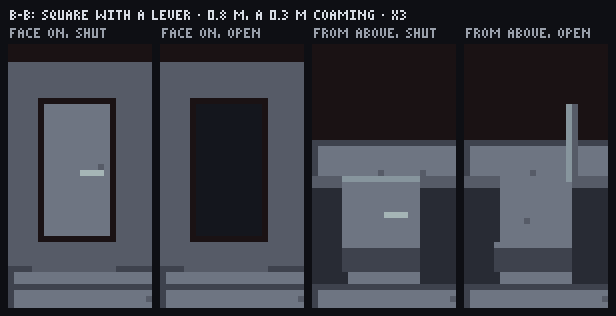 B-B: SQUARE WITH A LEVER · 0.8 M, A 0.3 M COAMING · X3
FACE ON, SHUT
FACE ON, OPEN
FROM ABOVE, SHUT
FROM ABOVE, OPEN